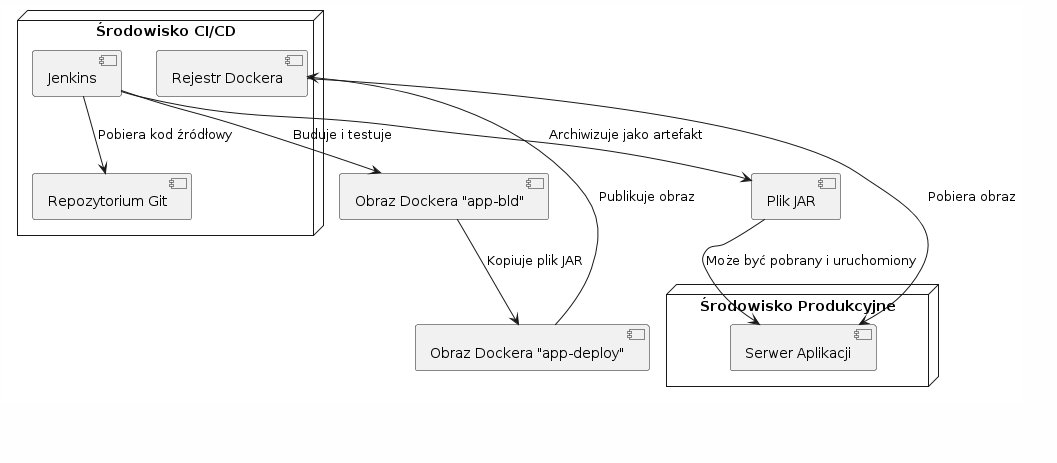 Środowisko CI/CD
Jenkins
Rejestr Dockera
Pobiera kod źródłowy
Buduje i testuje
Archiwizuje jako artefakt
Repozytorium Git
Obraz Dockera "app-bld"
Publikuje obraz
Plik JAR
Pobiera obraz
Kopiuje plik JAR
Może być pobrany i uruchomiony
Środowisko Produkcyjne
Obraz Dockera "app-deploy"
Serwer Aplikacji